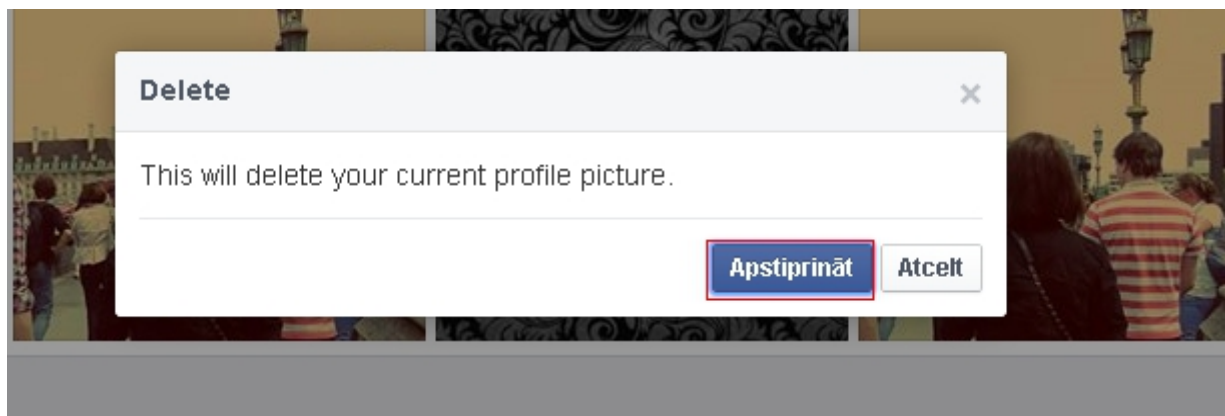 Delete
This will delete your current profile picture.
Apstiprināt Atcelt